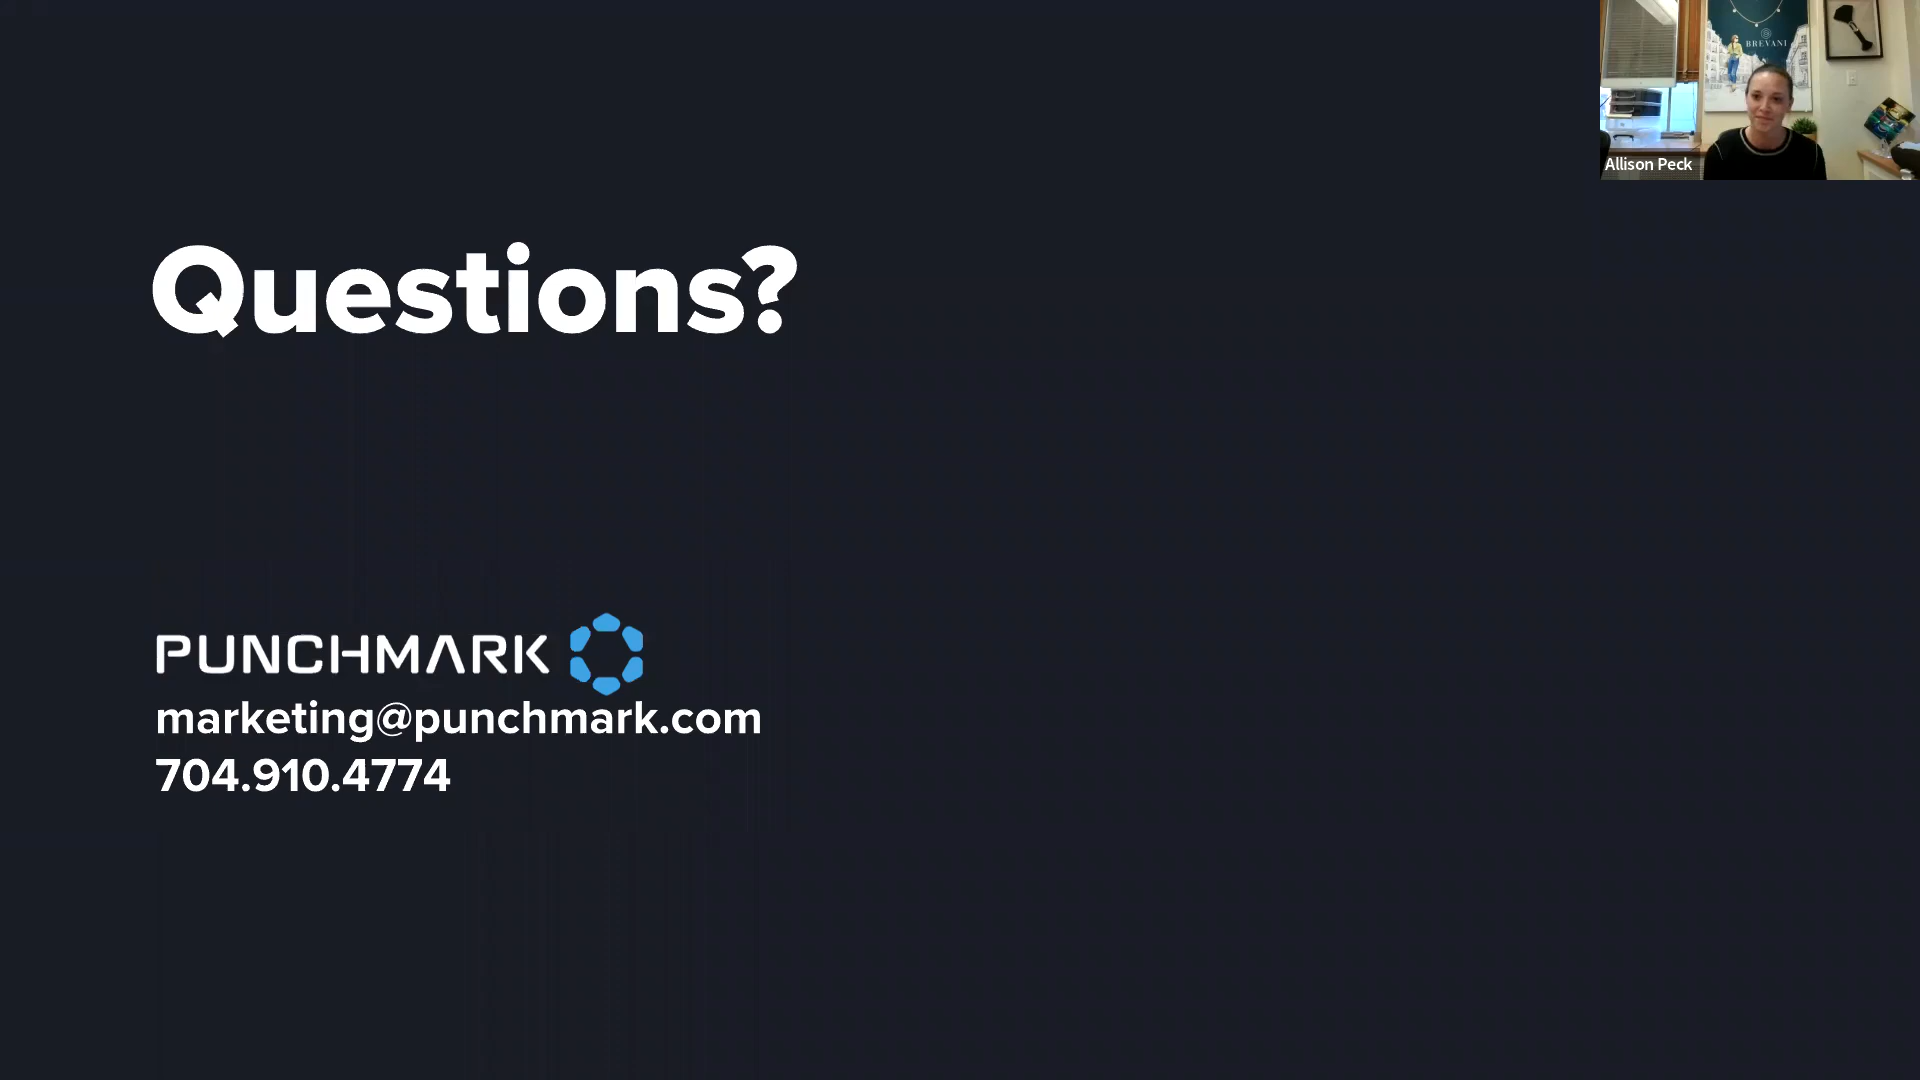 BREVANI
Allison Peck
Questions?
PUNCHMARK
marketing@punchmark.com
704.910.4774